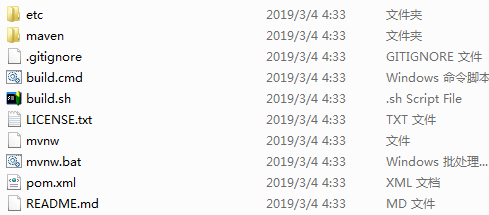 etc 2019/3/4 4:33 文件夹
maven 2019/3/4 4:33 文件夹
.gitignore 2019/3/4 4:33 GITIGNORE 文件
build.cmd 2019/3/4 4:33 Windows 命令脚本
build.sh 2019/3/4 4:33 .sh Script File
LICENSE.txt 2019/3/4 4:33 TXT 文件
mvnw 2019/3/4 4:33 文件
mvnw.bat 2019/3/4 4:33 Windows 批处理...
pom.xml 2019/3/4 4:33 XML 文档
README.md 2019/3/4 4:33 MD 文件